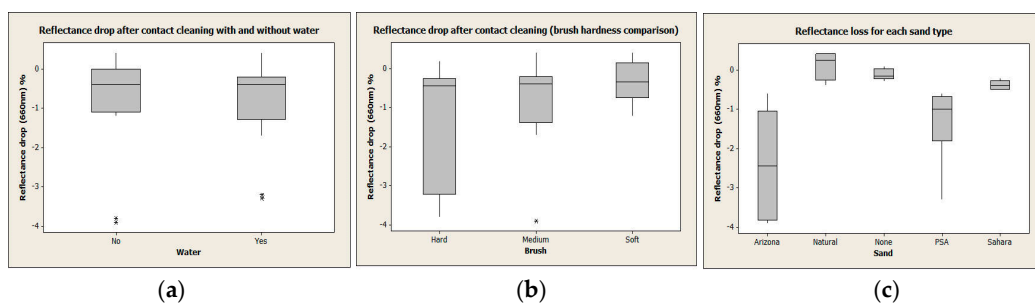 Reflectance drop after contact cleaning with and without water
Reflectance drop (660nm) %
0
-1
-2
-3
-4
No
Yes
Water
(a)
Reflectance drop after contact cleaning (brush hardness comparison)
Reflectance drop (660nm) %
0
-1
-2
-3
-4
Hard
Medium
Soft
Brush
(b)
Reflectance loss for each sand type
Reflectance drop (660nm) %
0
-1
-2
-3
-4
Arizona
Natural
None
PSA
Sahara
Sand
(c)